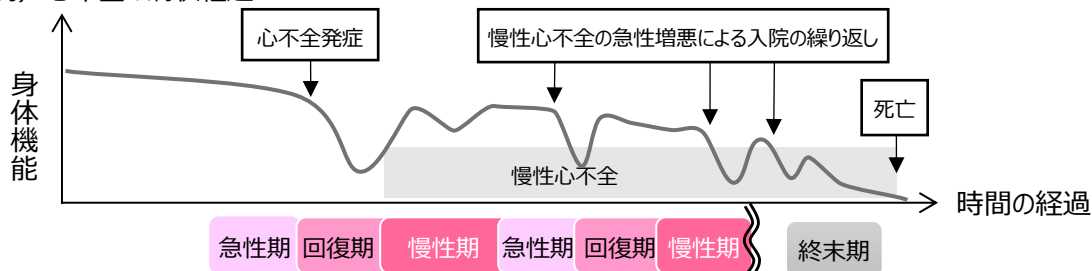 心不全発症
慢性心不全の急性増悪による入院の繰り返し
死亡
身体機能
慢性心不全
時間の経過
急性期 回復期 慢性期 急性期 回復期 慢性期 終末期